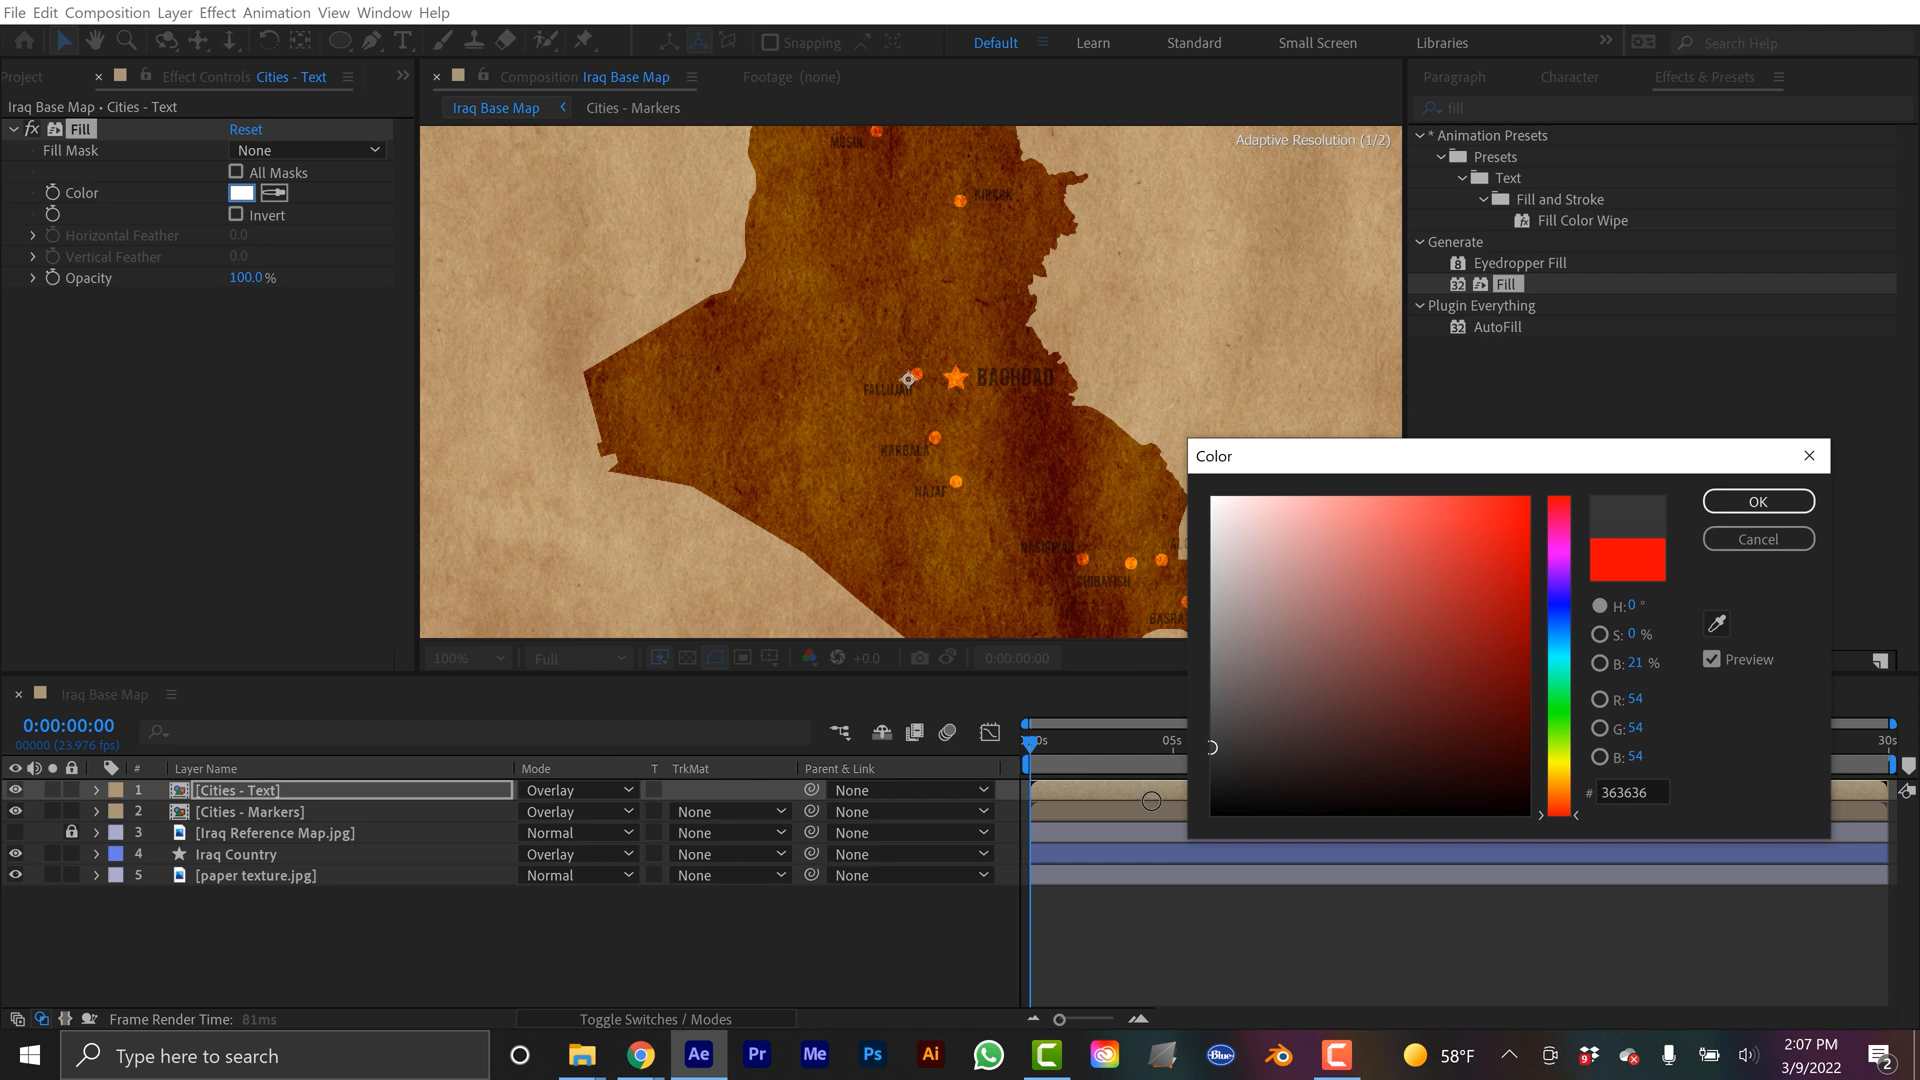 File Edit Composition Layer Effect Animation View Window Help
Snapping
Default Learn Standard Small Screen Libraries
Search Help
Project Effect Controls Cities - Text
Composition Iraq Base Map Footage (none)
Paragraph Character Effects & Presets
Iraq Base Map • Cities - Text
Iraq Base Map Cities - Markers
fill
fx Fill Reset
Fill Mask None
All Masks
Color
Invert
Horizontal Feather 0.0
Vertical Feather 0.0
Opacity 100.0 %
Adaptive Resolution (1/2)
MOSUL
KIRKUK
BAGHDAD
FALLUJAH
KARBALA
NAJAF
NASIRIYAH
CHIBAYISH
BASRA
* Animation Presets
Presets
Text
Fill and Stroke
Fill Color Wipe
Generate
Eyedropper Fill
Fill
Plugin Everything
AutoFill
100% Full +0.0 0:00:00:00
Color
OK
Cancel
H: 0 °
S: 0 %
B: 21 %
Preview
R: 54
G: 54
B: 54
# 363636
Iraq Base Map
0:00:00:00
00000 (23.976 fps)
05s 30s
# Layer Name Mode T TrkMat Parent & Link
1 [Cities - Text] Overlay None
2 [Cities - Markers] Overlay None None
3 [Iraq Reference Map.jpg] Normal None None
4 Iraq Country Overlay None None
5 [paper texture.jpg] Normal None None
Frame Render Time: 81ms
Toggle Switches / Modes
Type here to search
Ae Pr Me Ps Ai
Blue
58°F
9
2:07 PM
3/9/2022
2